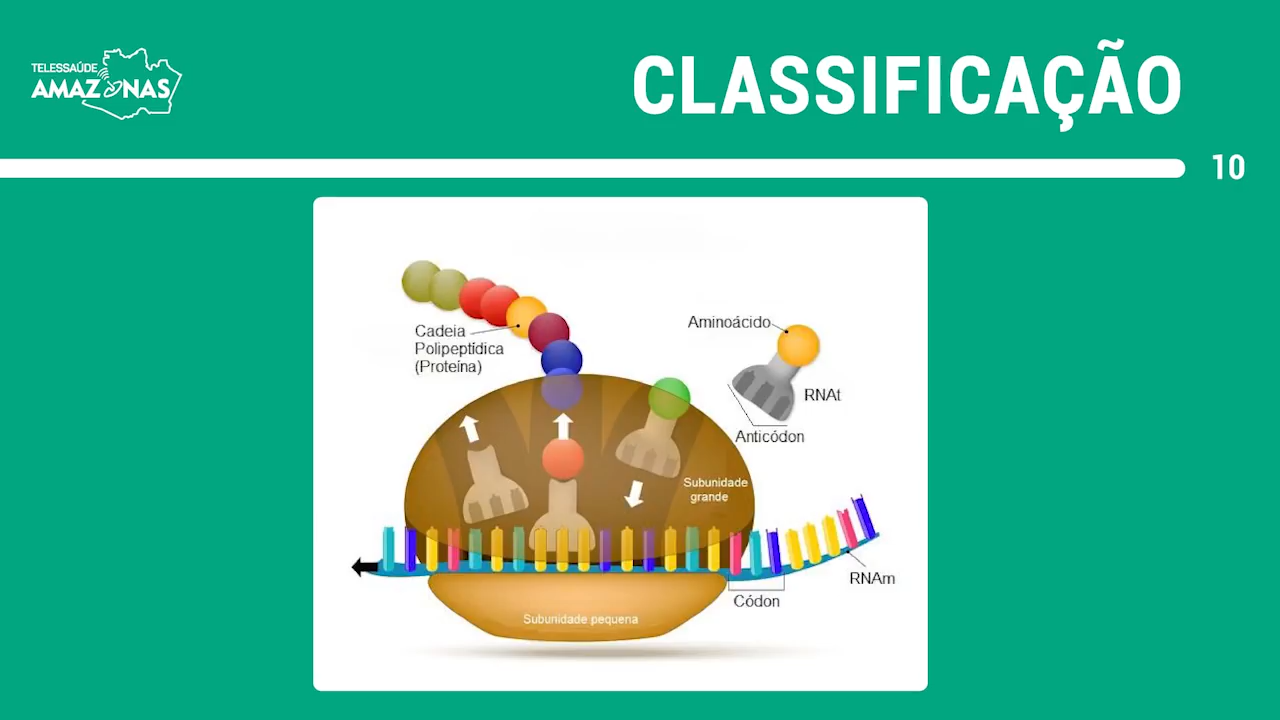 TELESSAÚDE
AMAZONAS
CLASSIFICAÇÃO
10
Cadeia
Polipeptídica
(Proteína)
Aminoácido
RNAt
Anticódon
Subunidade
grande
RNAm
Códon
Subunidade pequena